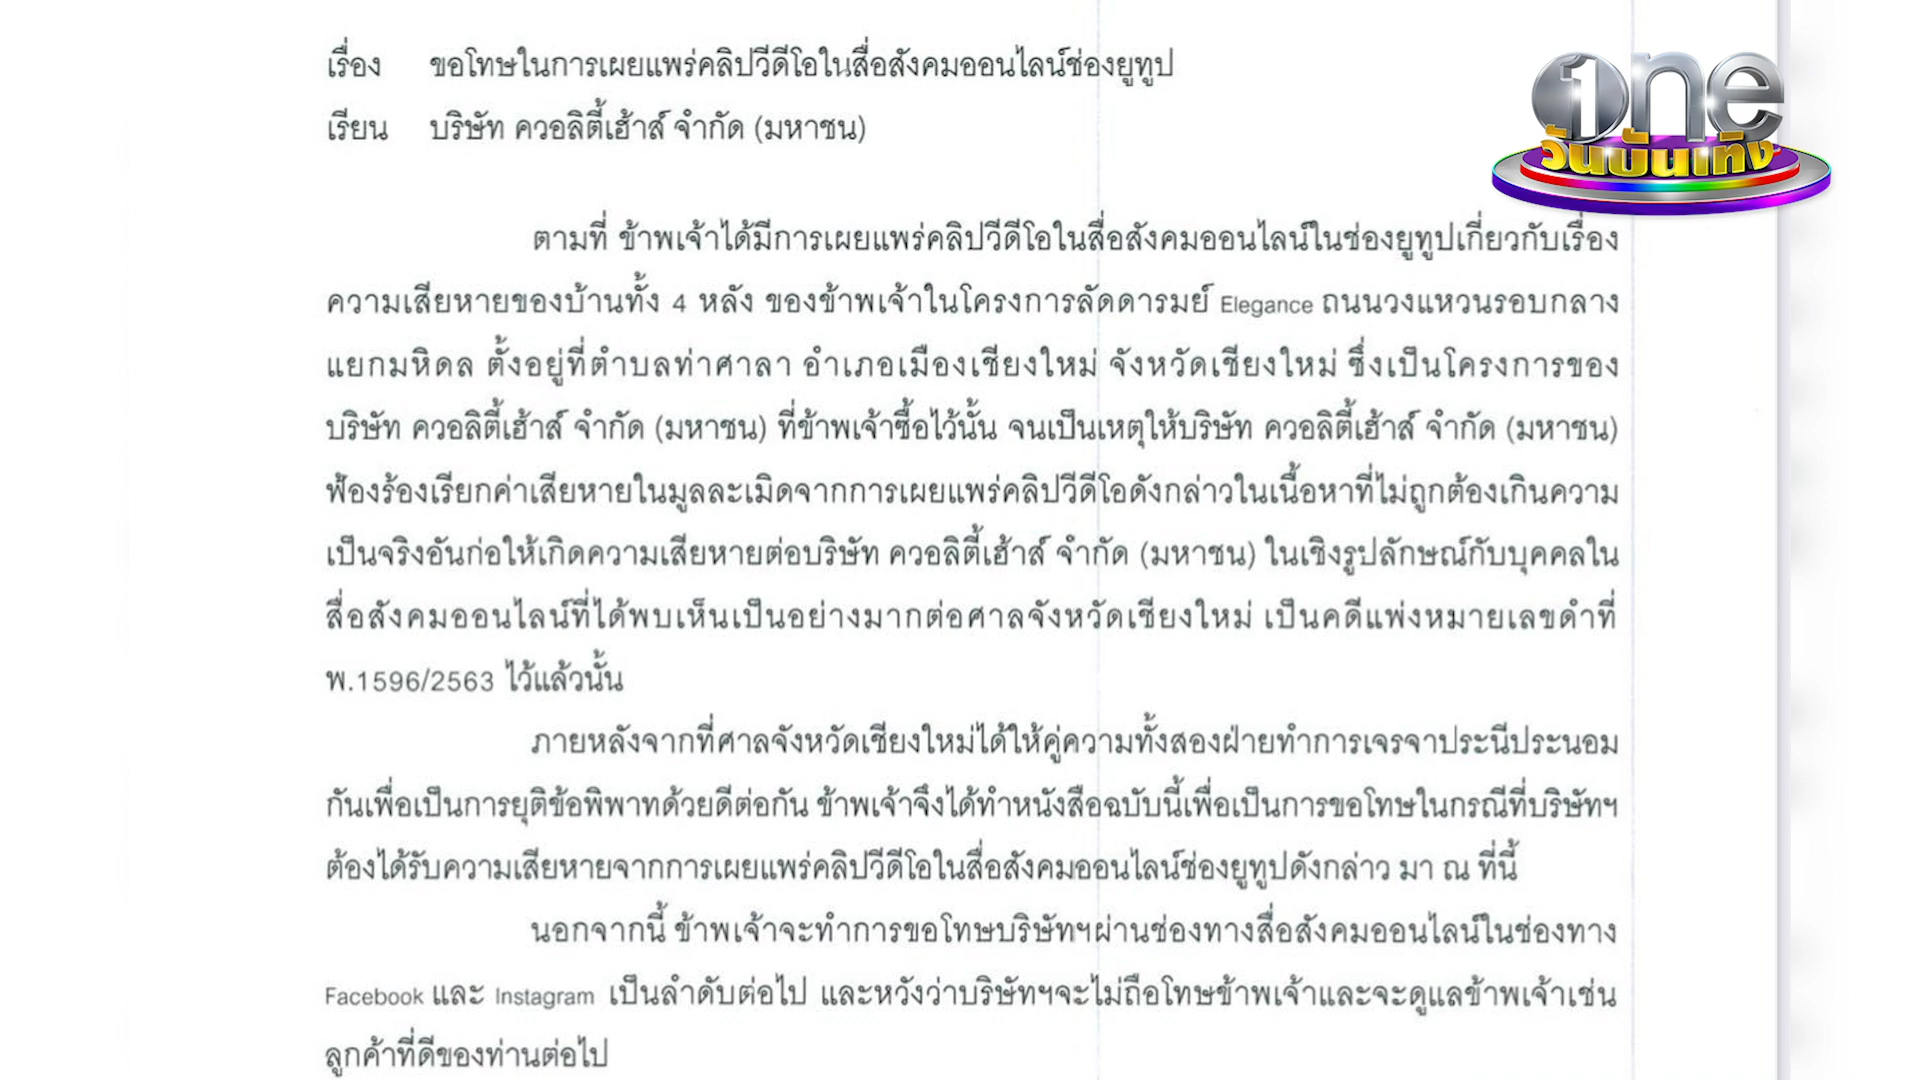 เรื่อง ขอโทษในการเผยแพร่คลิปวีดีโอในสื่อสังคมออนไลน์ช่องยูทูป
one
วันบันเทิง
เรียน บริษัท ควอลิตี้เฮ้าส์ จำกัด (มหาชน)
ตามที่ ข้าพเจ้าได้มีการเผยแพร่คลิปวีดีโอในสื่อสังคมออนไลน์ในช่องยูทูปเกี่ยวกับเรื่อง
ความเสียหายของบ้านทั้ง 4 หลัง ของข้าพเจ้าในโครงการลัดดารมย์ Elegance ถนนวงแหวนรอบกลาง
แยกมหิดล ตั้งอยู่ที่ตำบลท่าศาลา อำเภอเมืองเชียงใหม่ จังหวัดเชียงใหม่ ซึ่งเป็นโครงการของ
บริษัท ควอลิตี้เฮ้าส์ จำกัด (มหาชน) ที่ข้าพเจ้าซื้อไว้นั้น จนเป็นเหตุให้บริษัท ควอลิตี้เฮ้าส์ จำกัด (มหาชน)
ฟ้องร้องเรียกค่าเสียหายในมูลละเมิดจากการเผยแพร่คลิปวีดีโอดังกล่าวในเนื้อหาที่ไม่ถูกต้องเกินความ
เป็นจริงอันก่อให้เกิดความเสียหายต่อบริษัท ควอลิตี้เฮ้าส์ จำกัด (มหาชน) ในเชิงรูปลักษณ์กับบุคคลใน
สื่อสังคมออนไลน์ที่ได้พบเห็นเป็นอย่างมากต่อศาลจังหวัดเชียงใหม่ เป็นคดีแพ่งหมายเลขดำที่
พ.1596/2563 ไว้แล้วนั้น
ภายหลังจากที่ศาลจังหวัดเชียงใหม่ได้ให้คู่ความทั้งสองฝ่ายทำการเจรจาประนีประนอม
กันเพื่อเป็นการยุติข้อพิพาทด้วยดีต่อกัน ข้าพเจ้าจึงได้ทำหนังสือฉบับนี้เพื่อเป็นการขอโทษในกรณีที่บริษัทฯ
ต้องได้รับความเสียหายจากการเผยแพร่คลิปวีดีโอในสื่อสังคมออนไลน์ช่องยูทูปดังกล่าว มา ณ ที่นี้
นอกจากนี้ ข้าพเจ้าจะทำการขอโทษบริษัทฯผ่านช่องทางสื่อสังคมออนไลน์ในช่องทาง
Facebook และ Instagram เป็นลำดับต่อไป และหวังว่าบริษัทฯจะไม่ถือโทษข้าพเจ้าและจะดูแลข้าพเจ้าเช่น
ลูกค้าที่ดีของท่านต่อไป